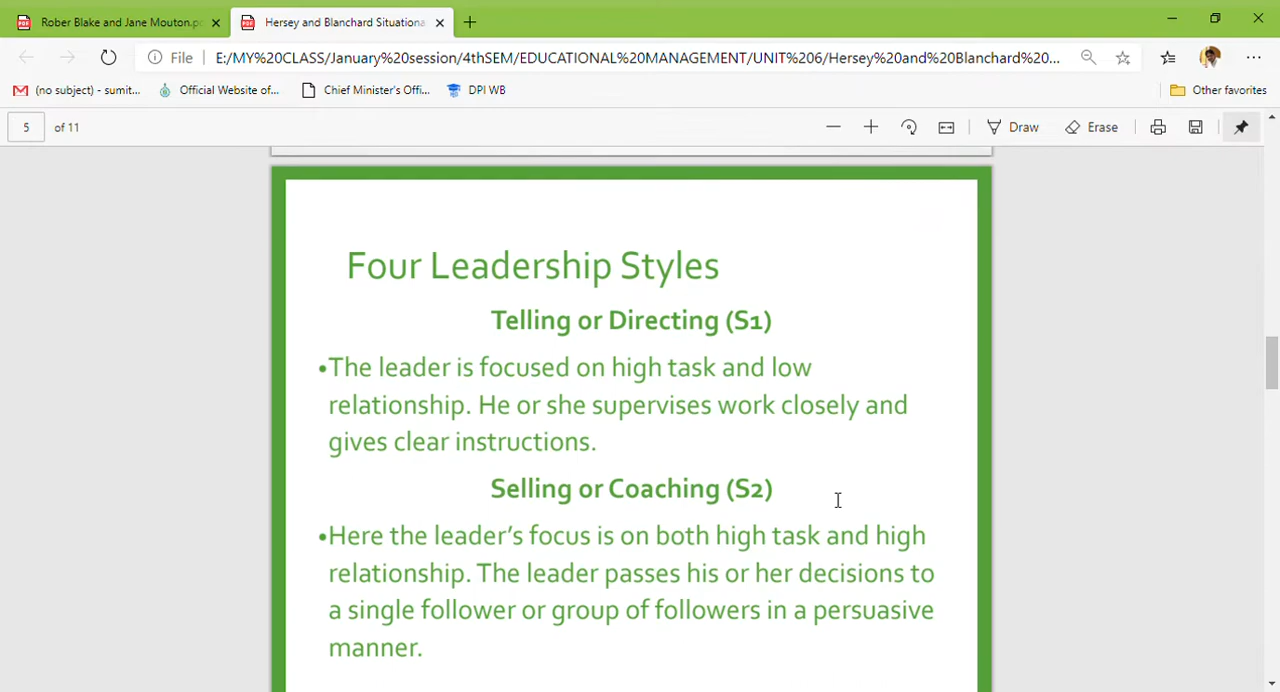 Rober Blake and Jane Mouton.p
Hersey and Blanchard Situationa
File
E:/MY%20CLASS/January%20session/4thSEM/EDUCATIONAL%20MANAGEMENT/UNIT%206/Hersey%20and%20Blanchard%20...
(no subject) - sumit...
Official Website of...
Chief Minister's Offi...
DPI WB
Other favorites
5 of 11
Draw
Erase
Four Leadership Styles
Telling or Directing (S1)
•The leader is focused on high task and low
relationship. He or she supervises work closely and
gives clear instructions.
Selling or Coaching (S2)
•Here the leader's focus is on both high task and high
relationship. The leader passes his or her decisions to
a single follower or group of followers in a persuasive
manner.